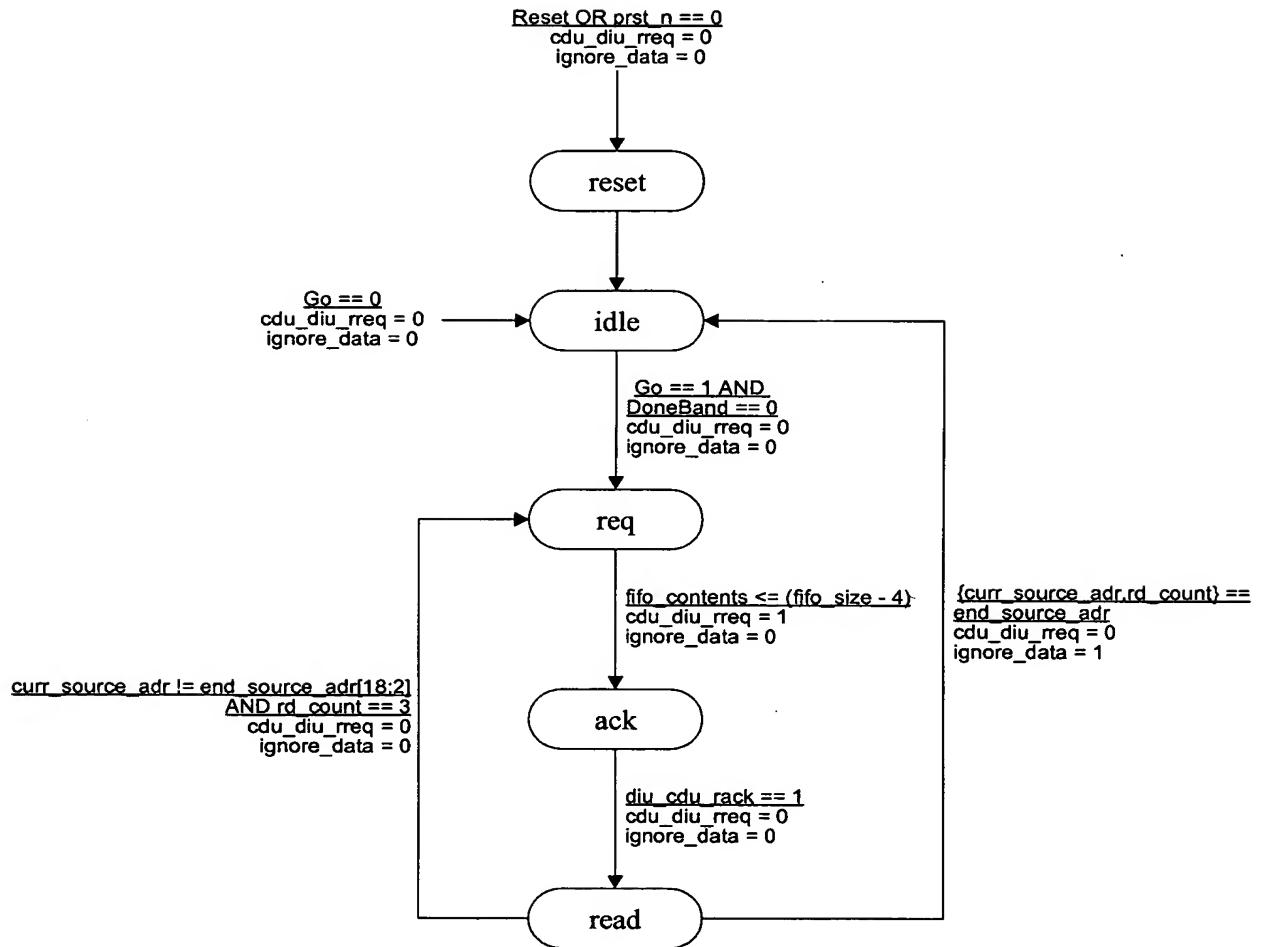 Reset OR prst_n == 0
cdu_diu_rreq = 0
ignore_data = 0
reset
Go == 0
cdu_diu_rreq = 0
ignore_data = 0
idle
Go == 1 AND
DoneBand == 0
cdu_diu_rreq = 0
ignore_data = 0
req
fifo_contents <= (fifo_size - 4)
cdu_diu_rreq = 1
ignore_data = 0
{curr_source_adr,rd_count} ==
end_source_adr
cdu_diu_rreq = 0
ignore_data = 1
curr_source_adr != end_source_adr[18:2]
AND rd_count == 3
cdu_diu_rreq = 0
ignore_data = 0
ack
diu_cdu_rack == 1
cdu_diu_rreq = 0
ignore_data = 0
read